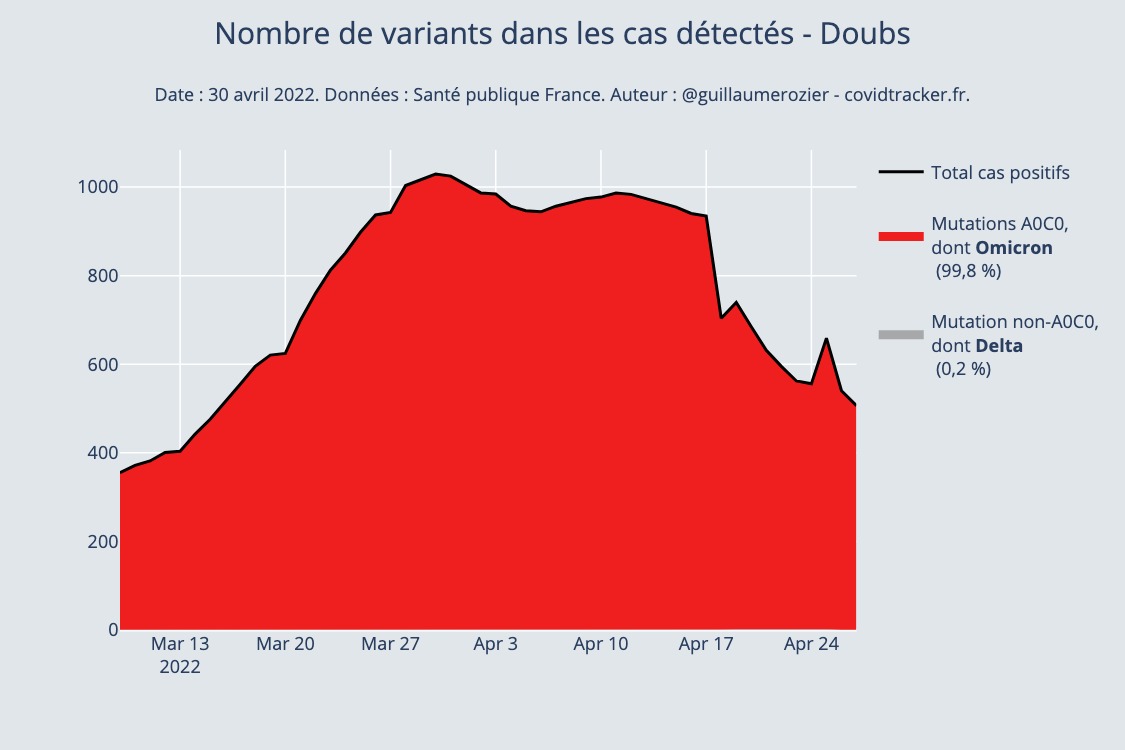 Nombre de variants dans les cas détectés - Doubs
Date : 30 avril 2022. Données : Santé publique France. Auteur : @guillaumerozier - covidtracker.fr.
1000
800
600
400
200
0
Mar 13
2022
Mar 20
Mar 27
Apr 3
Apr 10
Apr 17
Apr 24
Total cas positifs
Mutations A0C0,
dont Omicron
(99,8 %)
Mutation non-A0C0,
dont Delta
(0,2 %)